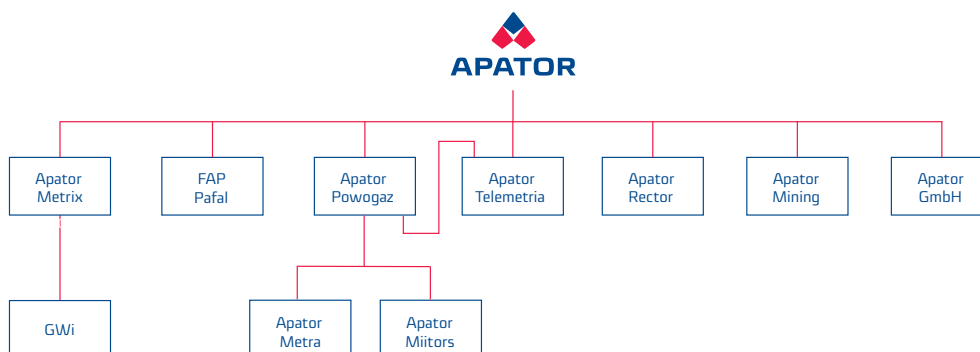 APATOR
Apator
Metrix
FAP
Pafal
Apator
Powogaz
Apator
Telemetria
Apator
Rector
Apator
Mining
Apator
GmbH
GWi
Apator
Metra
Apator
Miitors